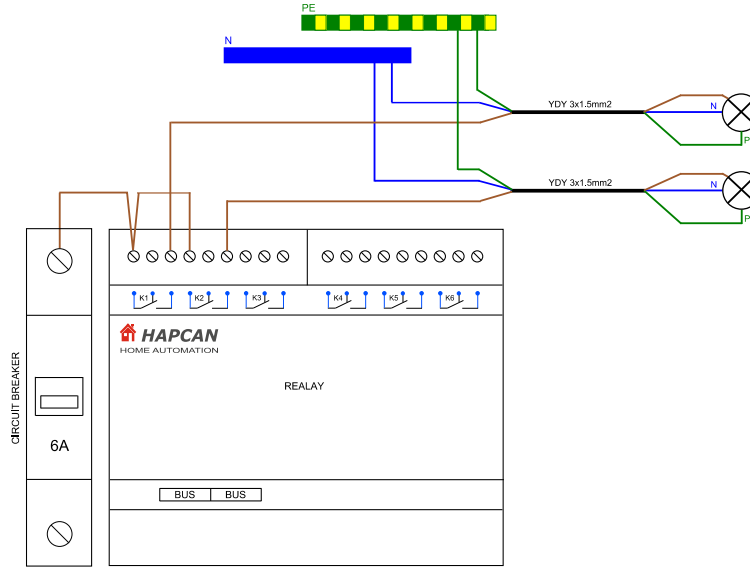 PE
N
YDY 3x1.5mm2
N
P
YDY 3x1.5mm2
N
P
K1
K2
K3
K4
K5
K6
HAPCAN
HOME AUTOMATION
REALAY
CIRCUIT BREAKER
6A
BUS
BUS